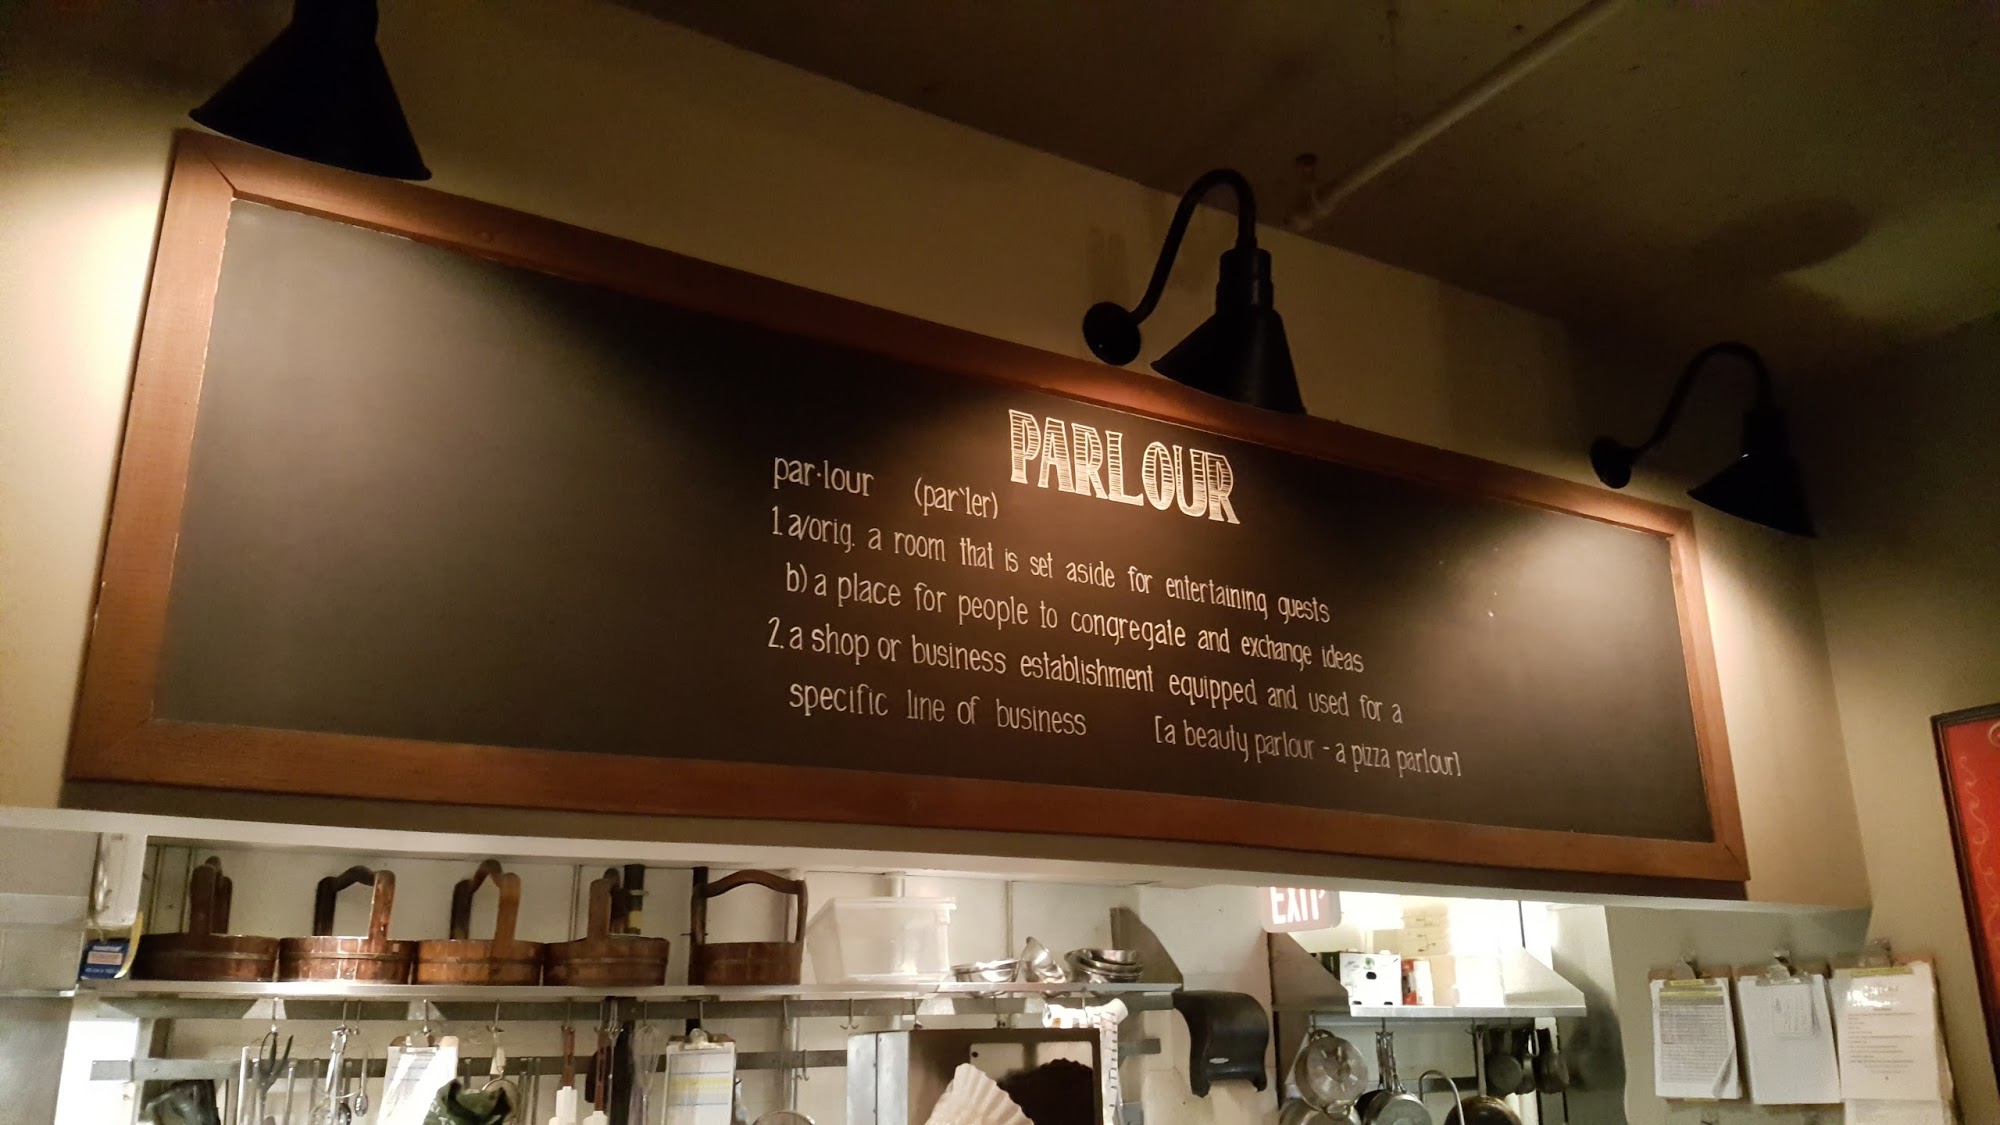 PARLOUR
par·lour (par`ler)
1. a/orig. a room that is set aside for entertaining guests
b) a place for people to congregate and exchange ideas
2. a shop or business establishment equipped and used for a
specific line of business [a beauty parlour - a pizza parlour]
EXIT